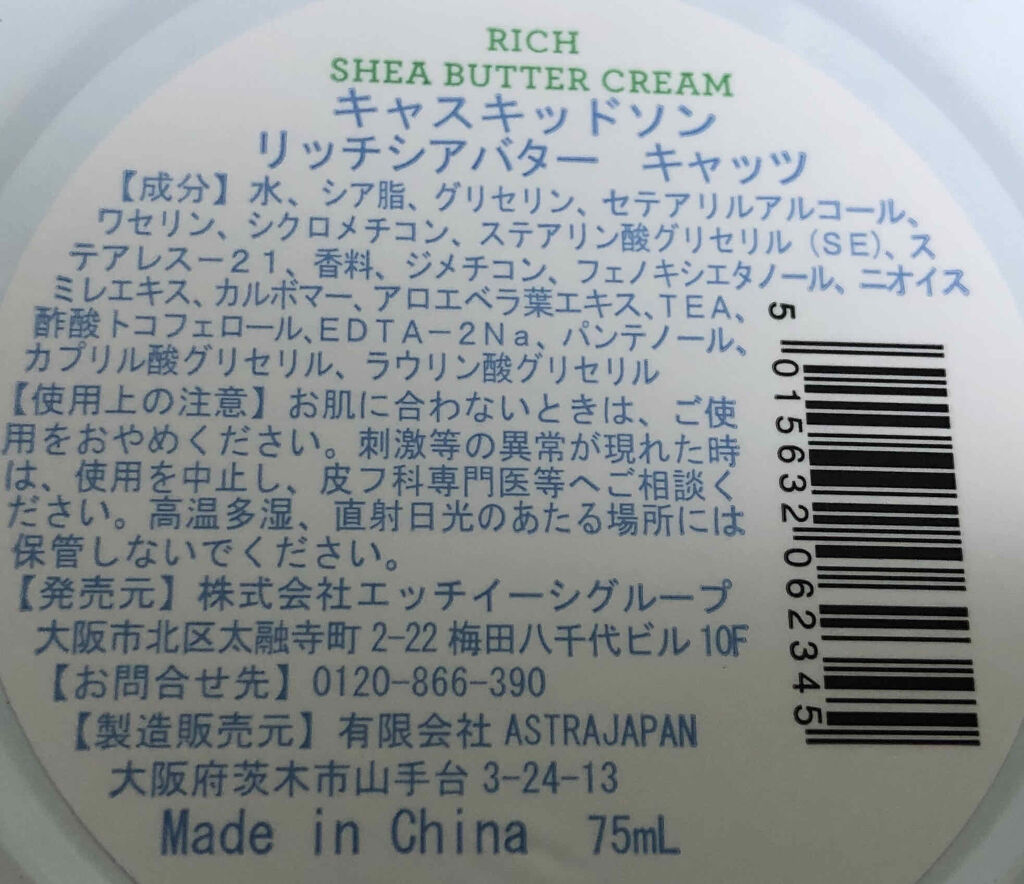 RICH
SHEA BUTTER CREAM
キャスキッドソン
リッチシアバター キャッツ
【成分】水、シア脂、グリセリン、セテアリルアルコール、
ワセリン、シクロメチコン、ステアリン酸グリセリル(SE)、ス
テアレスー21、香料、ジメチコン、フェノキシエタノール、ニオイス
ミレエキス、カルボマー、アロエベラ葉エキス、TEA、
酢酸トコフェロール、EDTAー2Na、パンテノール、
カプリル酸グリセリル、ラウリン酸グリセリル
【使用上の注意】お肌に合わないときは、ご使
用をおやめください。刺激等の異常が現れた時
は、使用を中止し、皮フ科専門医等へご相談く
ださい。高温多湿、直射日光のあたる場所には
保管しないでください。
【発売元】株式会社エッチイーシグループ
大阪市北区太融寺町 2-22 梅田八千代ビル 10F
【お問合せ先】0120-866-390
【製造販売元】有限会社 ASTRAJAPAN
大阪府茨木市山手台 3-24-13
Made in China 75mL
5 015632 062345